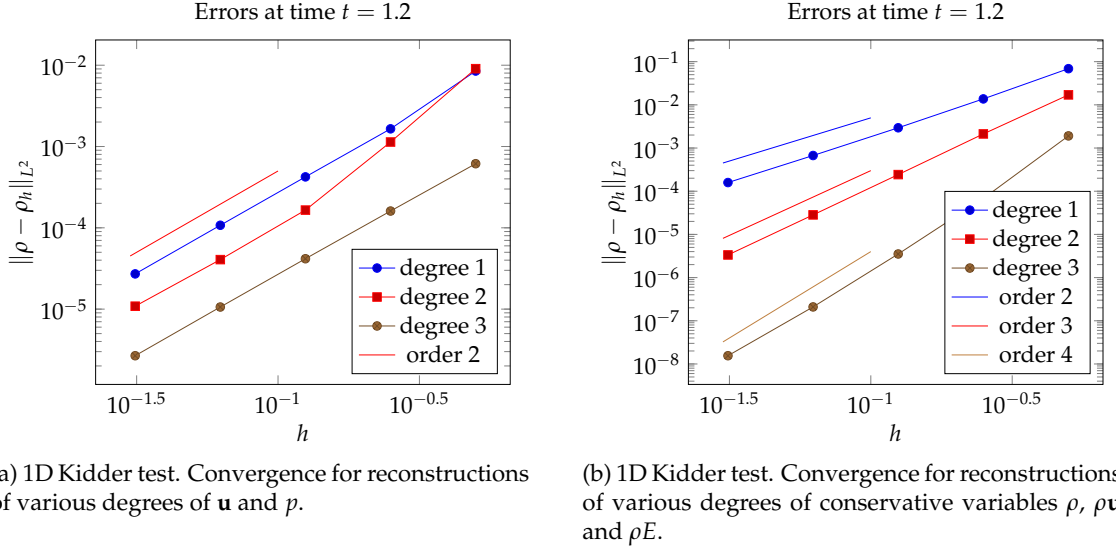 Errors at time t = 1.2
10^−2
10^−3
10^−4
10^−5
‖ρ − ρ_h‖_{L^2}
degree 1
degree 2
degree 3
order 2
10^−1.5
10^−1
10^−0.5
h
a) 1D Kidder test. Convergence for reconstructions
of various degrees of u and p.
Errors at time t = 1.2
10^−1
10^−2
10^−3
10^−4
10^−5
10^−6
10^−7
10^−8
‖ρ − ρ_h‖_{L^2}
degree 1
degree 2
degree 3
order 2
order 3
order 4
10^−1.5
10^−1
10^−0.5
h
(b) 1D Kidder test. Convergence for reconstructions
of various degrees of conservative variables ρ, ρu
and ρE.